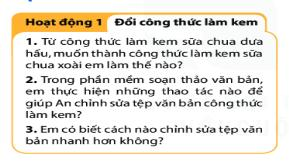 Hoạt động 1 Đổi công thức làm kem
1. Từ công thức làm kem sữa chua dưa
hấu, muốn thành công thức làm kem sữa
chua xoài em làm thế nào?
2. Trong phần mềm soạn thảo văn bản,
em thực hiện những thao tác nào để
giúp An chỉnh sửa tệp văn bản công thức
làm kem?
3. Em có biết cách nào chỉnh sửa tệp văn
bản nhanh hơn không?